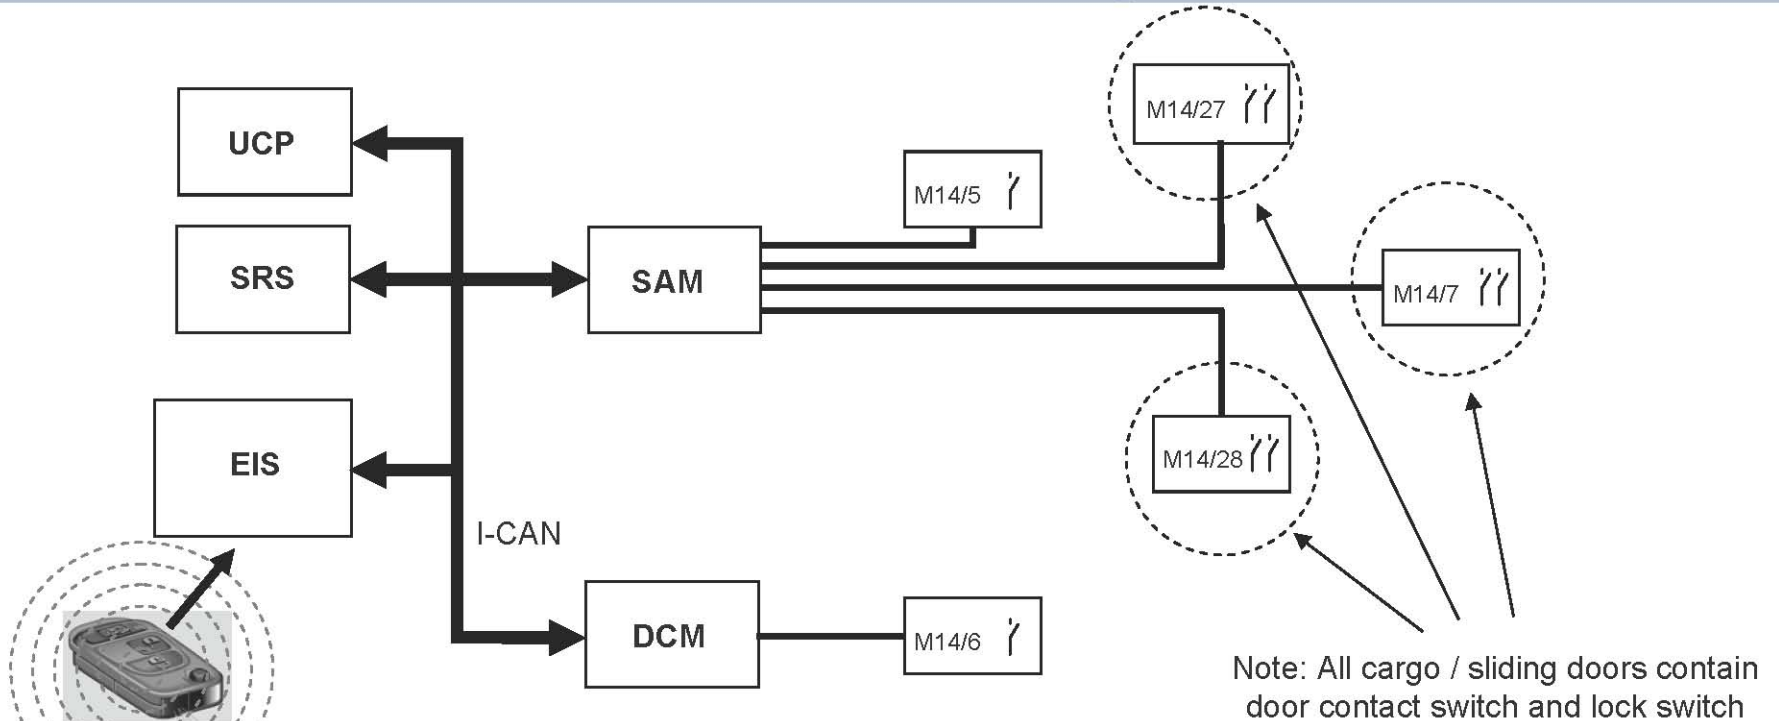 M14/27
UCP
M14/5
SRS
SAM
M14/7
EIS
M14/28
I-CAN
DCM
M14/6
Note: All cargo / sliding doors contain
door contact switch and lock switch